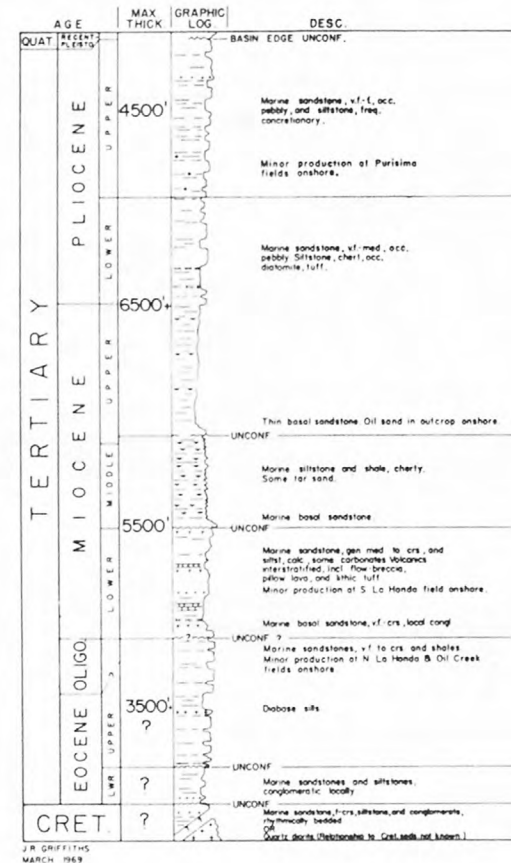 AGE
MAX. THICK.
GRAPHIC LOG.
DESC.
QUAT.
RECENT-PLEISTO.
BASIN EDGE UNCONF.
TERTIARY
PLIOCENE
UPPER
4500'
Marine sandstone, v.f.-f., occ.
pebbly, and siltstone, freq.
concretionary.
Minor production at Purisima
fields onshore.
LOWER
Marine sandstone, v.f.-med., occ.
pebbly. Siltstone, chert, occ.
diatomite, tuff.
6500'+
MIOCENE
UPPER
Thin basal sandstone. Oil sand in outcrop onshore.
UNCONF
MIDDLE
Marine siltstone and shale, cherty.
Some tar sand.
Marine basal sandstone.
5500'
UNCONF
LOWER
Marine sandstone, gen med to crs, and
siltst., calc., some carbonates Volcanics
interstratified, incl flow-breccia,
pillow lava, and lithic tuff
Minor production at S. La Honda field onshore.
Marine basal sandstone, v.f.-crs, local congl
?
UNCONF ?
OLIGO.
Marine sandstones, v.f. to crs. and shales
Minor production at N. La Honda & Oil Creek
fields onshore.
?
3500'+
?
Diabase sills
EOCENE
UPPER
UNCONF
LWR
?
Marine sandstones and siltstones,
conglomeratic locally
UNCONF
CRET.
?
Marine sandstone, f-crs, siltstone, and conglomerate,
rhythmically bedded
OR
Quartz diorite (Relationship to Cret. seds not known)
J.R. GRIFFITHS
MARCH 1969